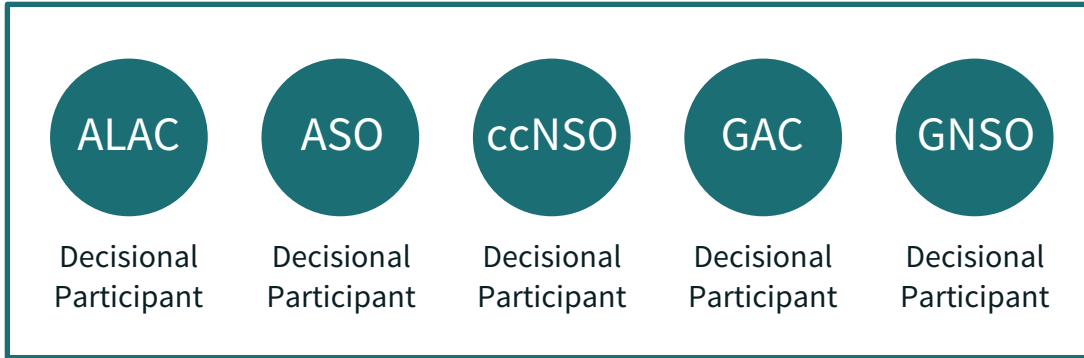 ALAC
ASO
ccNSO
GAC
GNSO
Decisional
Participant
Decisional
Participant
Decisional
Participant
Decisional
Participant
Decisional
Participant